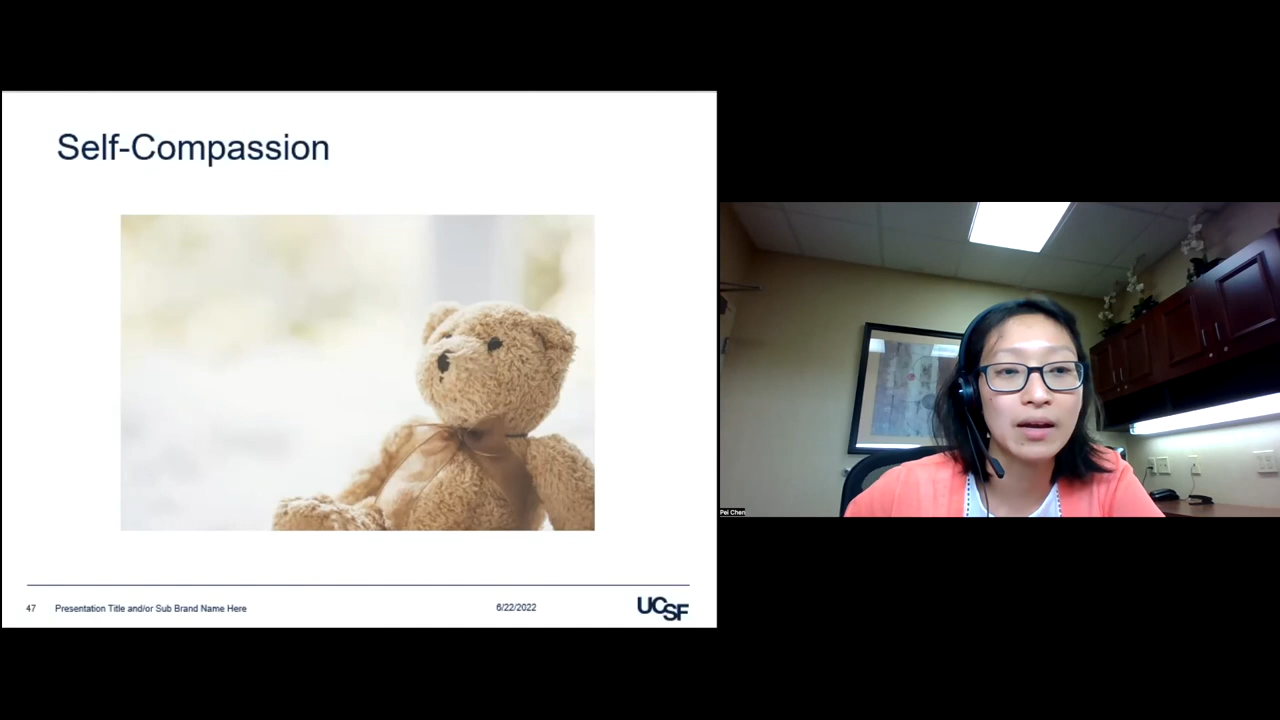 Self-Compassion
47
Presentation Title and/or Sub Brand Name Here
6/22/2022
UCSF
Pei Chen